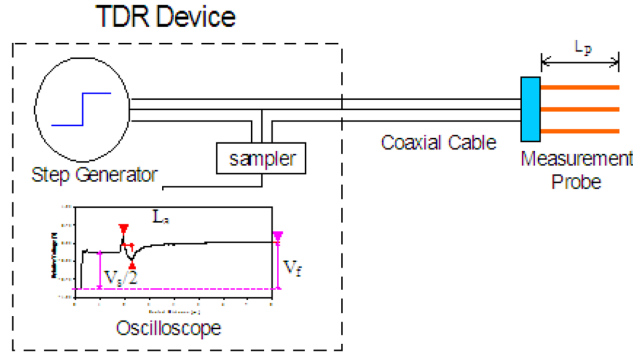 TDR Device
Lp
sampler
Coaxial Cable
Step Generator
Measurement
Probe
La
Vs/2
Vf
Oscilloscope